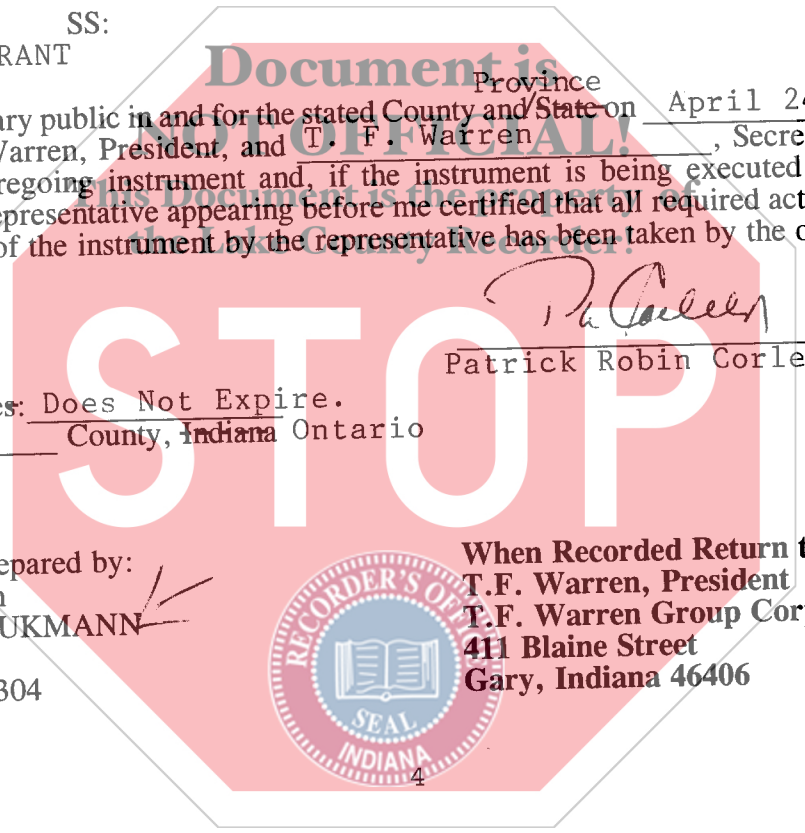 SS:
RANT
Document is
NOT OFFICIAL!
This Document is the property of
the Lake County Recorder!
Province
ary public in and for the stated County and/State on April 24
Warren, President, and T. F. Warren, Secre
regoing instrument and, if the instrument is being executed
epresentative appearing before me certified that all required act
of the instrument by the representative has been taken by the c
Patrick Robin Corle
es: Does Not Expire.
County, Indiana Ontario
STOP
epared by:
n
UKMANN
304
When Recorded Return t
T.F. Warren, President
T.F. Warren Group Corp
411 Blaine Street
Gary, Indiana 46406
RECORDER'S OFFICE
SEAL
INDIANA
4